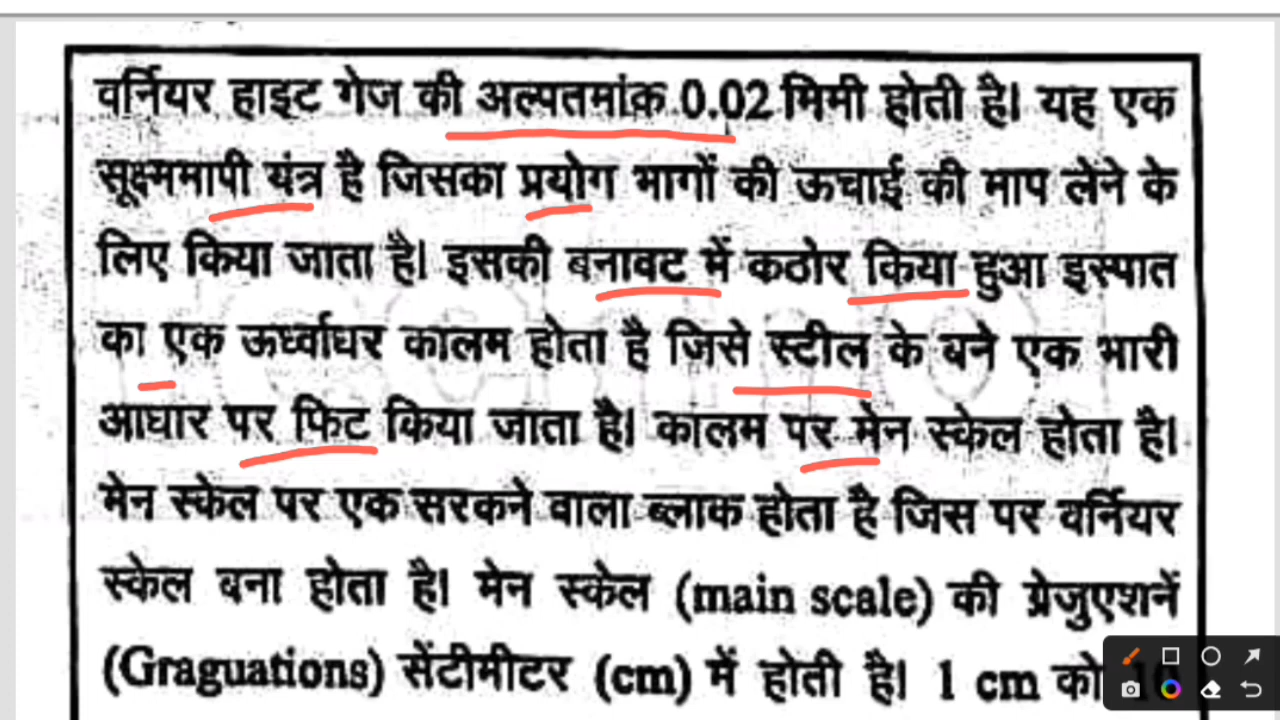 वर्नियर हाइट गेज की अल्पतमांक 0.02 मिमी होती है। यह एक
सूक्ष्ममापी यंत्र है जिसका प्रयोग भागों की ऊचाई की माप लेने के
लिए किया जाता है। इसकी बनावट में कठोर किया हुआ इस्पात
का एक ऊर्ध्वाधर कालम होता है जिसे स्टील के बने एक भारी
आधार पर फिट किया जाता है। कालम पर मेन स्केल होता है।
मेन स्केल पर एक सरकने वाला ब्लाक होता है जिस पर वर्नियर
स्केल बना होता है। मेन स्केल (main scale) की ग्रेजुएशनें
(Graguations) सेंटीमीटर (cm) में होती है। 1 cm को